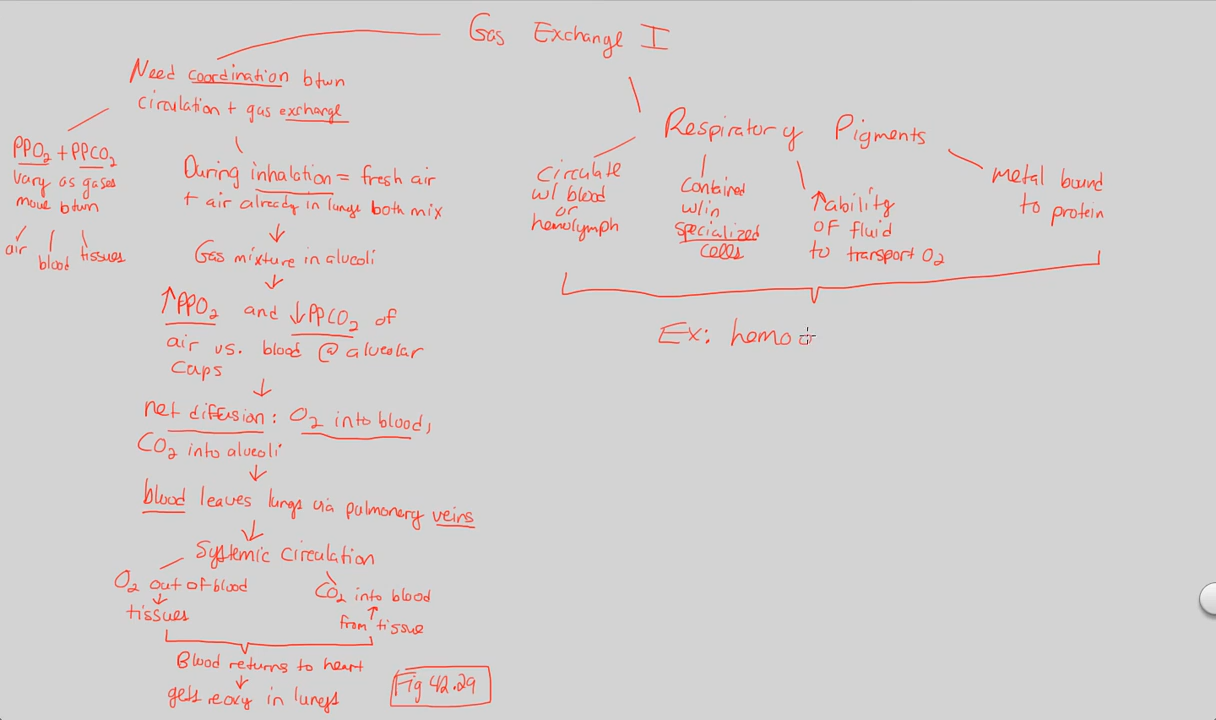 Gas Exchange I
Need coordination btwn
circulation + gas exchange
PPO2 + PPCO2
vary as gases
move btwn
air
blood
tissues
During inhalation = fresh air
+ air already in lungs both mix
↓
Gas mixture in alveoli
↓
↑PPO2 and ↓PPCO2 of
air vs. blood @ alveolar
caps
↓
net diffusion: O2 into blood,
CO2 into alveoli
↓
blood leaves lungs via pulmonary veins
↓
Systemic circulation
O2 out of blood
↓
tissues
CO2 into blood
↑
from tissue
Blood returns to heart
↓
gets reoxy in lungs
Fig 42.29
Respiratory Pigments
circulate
w/ blood
or
hemolymph
Contained
w/in
specialized
cells
↑ability
of fluid
to transport O2
metal bound
to protein
Ex: hemo